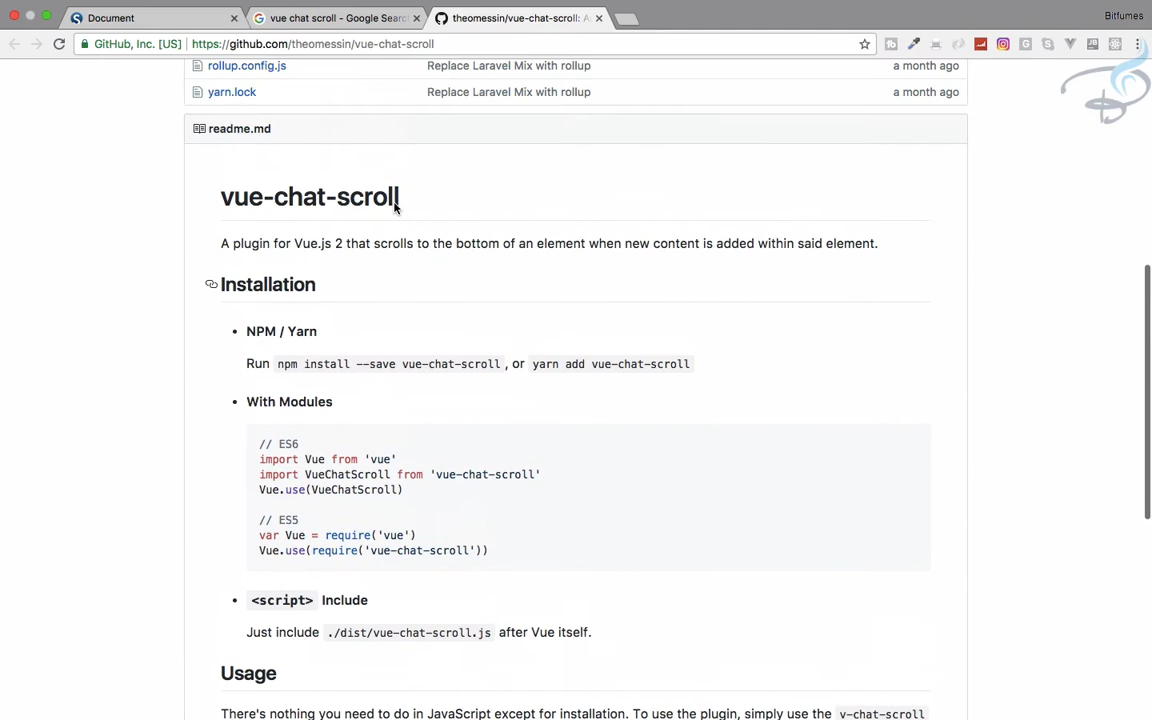 Document
vue chat scroll - Google Searc
theomessin/vue-chat-scroll: A
Bitfumes
GitHub, Inc. [US] https://github.com/theomessin/vue-chat-scroll
rollup.config.js Replace Laravel Mix with rollup a month ago
yarn.lock Replace Laravel Mix with rollup a month ago
readme.md
vue-chat-scroll
A plugin for Vue.js 2 that scrolls to the bottom of an element when new content is added within said element.
Installation
• NPM / Yarn
Run npm install --save vue-chat-scroll , or yarn add vue-chat-scroll
• With Modules
// ES6
import Vue from 'vue'
import VueChatScroll from 'vue-chat-scroll'
Vue.use(VueChatScroll)
// ES5
var Vue = require('vue')
Vue.use(require('vue-chat-scroll'))
• <script> Include
Just include ./dist/vue-chat-scroll.js after Vue itself.
Usage
There's nothing you need to do in JavaScript except for installation. To use the plugin, simply use the v-chat-scroll